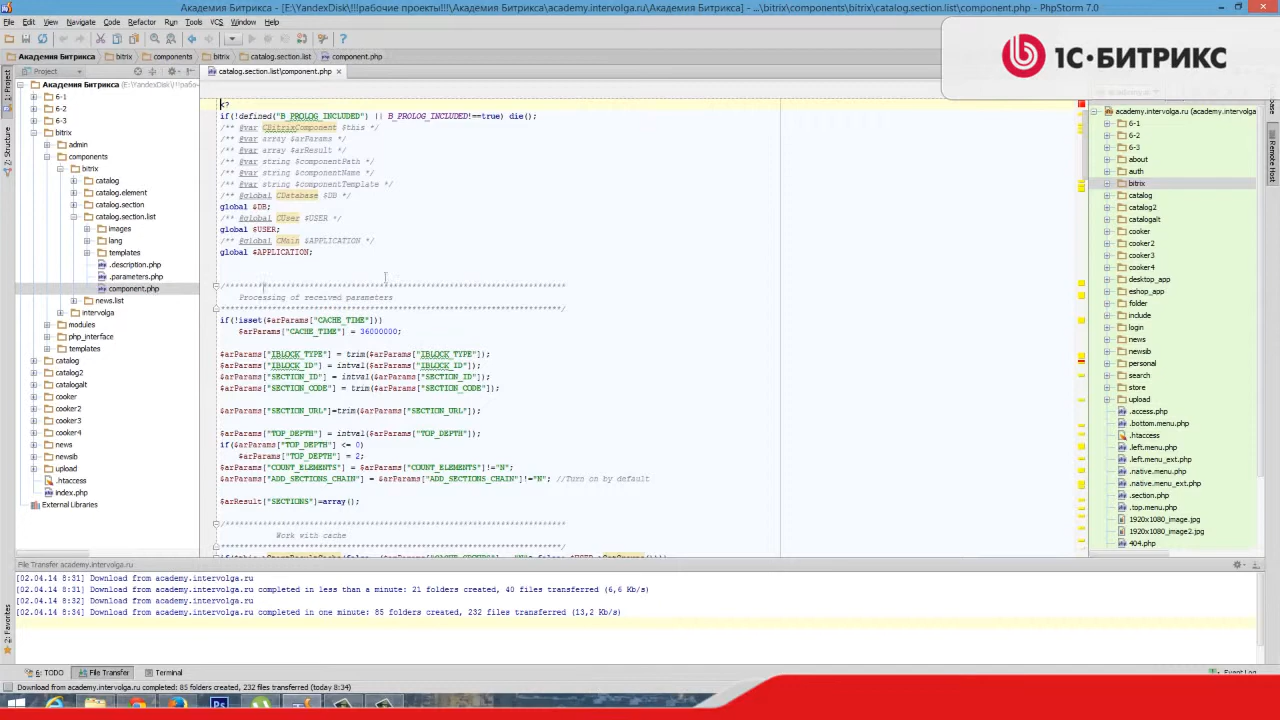 Академия Битрикса - [E:\YandexDisk\!!!рабочие проекты!!!\Академия Битрикса\academy.intervolga.ru\Академия Битрикса] - ...\bitrix\components\bitrix\catalog.section.list\component.php - PhpStorm 7.0
File Edit View Navigate Code Refactor Run Tools VCS Window Help
1С·БИТРИКС
Академия Битрикса bitrix components bitrix catalog.section.list component.php
Project
catalog.section.list\component.php
Академия Битрикса (E:\YandexDisk\!!!рабо
6-1
6-2
6-3
bitrix
admin
components
bitrix
catalog
catalog.element
catalog.section
catalog.section.list
images
lang
templates
.description.php
.parameters.php
component.php
news.list
intervolga
modules
php_interface
templates
catalog
catalog2
catalogalt
cooker
cooker2
cooker3
cooker4
news
newsib
upload
.htaccess
index.php
External Libraries
1: Project
7: Structure
2: Favorites
<?
if(!defined("B_PROLOG_INCLUDED") || B_PROLOG_INCLUDED!==true) die();
/** @var CBitrixComponent $this */
/** @var array $arParams */
/** @var array $arResult */
/** @var string $componentPath */
/** @var string $componentName */
/** @var string $componentTemplate */
/** @global CDatabase $DB */
global $DB;
/** @global CUser $USER */
global $USER;
/** @global CMain $APPLICATION */
global $APPLICATION;
Processing of received parameters
if(!isset($arParams["CACHE_TIME"]))
$arParams["CACHE_TIME"] = 36000000;
$arParams["IBLOCK_TYPE"] = trim($arParams["IBLOCK_TYPE"]);
$arParams["IBLOCK_ID"] = intval($arParams["IBLOCK_ID"]);
$arParams["SECTION_ID"] = intval($arParams["SECTION_ID"]);
$arParams["SECTION_CODE"] = trim($arParams["SECTION_CODE"]);
$arParams["SECTION_URL"]=trim($arParams["SECTION_URL"]);
$arParams["TOP_DEPTH"] = intval($arParams["TOP_DEPTH"]);
if($arParams["TOP_DEPTH"] <= 0)
$arParams["TOP_DEPTH"] = 2;
$arParams["COUNT_ELEMENTS"] = $arParams["COUNT_ELEMENTS"]!="N";
$arParams["ADD_SECTIONS_CHAIN"] = $arParams["ADD_SECTIONS_CHAIN"]!="N"; //Turn on by default
$arResult["SECTIONS"]=array();
Work with cache
academy.intervolga.ru (academy.intervolga
6-1
6-2
6-3
about
auth
bitrix
catalog
catalog2
catalogalt
cooker
cooker2
cooker3
cooker4
desktop_app
eshop_app
folder
include
login
news
newsib
personal
search
store
upload
.access.php
.bottom.menu.php
.htaccess
.left.menu.php
.left.menu_ext.php
.native.menu.php
.native.menu_ext.php
.section.php
.top.menu.php
1920x1080_image.jpg
1920x1080_image2.jpg
404.php
Remote Host
File Transfer academy.intervolga.ru
[02.04.14 8:31] Download from academy.intervolga.ru
[02.04.14 8:31] Download from academy.intervolga.ru completed in less than a minute: 21 folders created, 40 files transferred (6,6 Kb/s)
[02.04.14 8:32] Download from academy.intervolga.ru
[02.04.14 8:34] Download from academy.intervolga.ru completed in one minute: 85 folders created, 232 files transferred (13,2 Kb/s)
6: TODO File Transfer Terminal Event Log
Download from academy.intervolga.ru completed: 85 folders created, 232 files transferred (today 8:34)